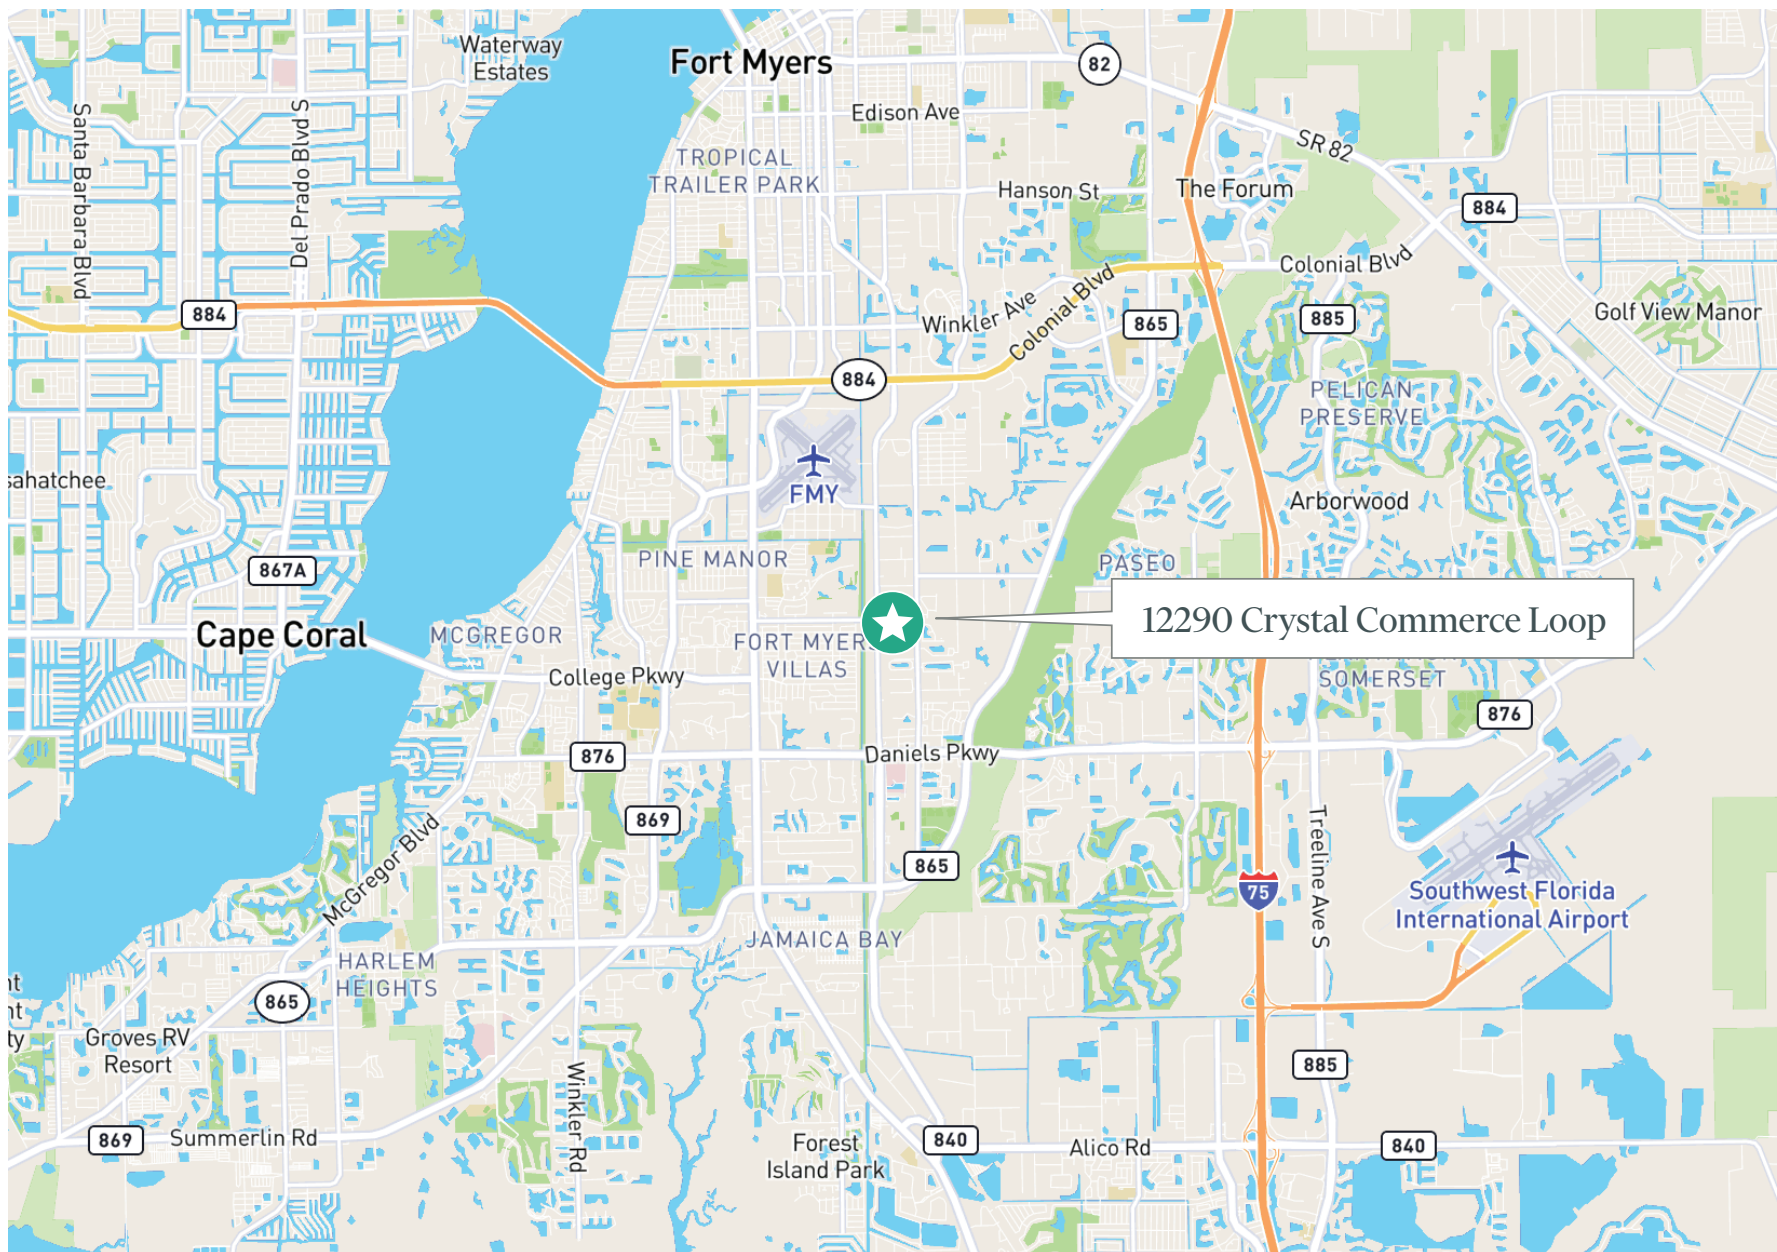 Waterway
Estates
Fort Myers
82
Edison Ave
Santa Barbara Blvd
Del Prado Blvd S
SR 82
TROPICAL
TRAILER PARK
Hanson St
The Forum
884
Colonial Blvd
Colonial Blvd
884
Winkler Ave
865
885
Golf View Manor
884
PELICAN
PRESERVE
sahatchee
FMY
Arborwood
PINE MANOR
PASEO
867A
12290 Crystal Commerce Loop
Cape Coral
MCGREGOR
FORT MYERS
VILLAS
College Pkwy
SOMERSET
876
Daniels Pkwy
876
869
McGregor Blvd
Treeline Ave S
865
75
Southwest Florida
International Airport
JAMAICA BAY
HARLEM
HEIGHTS
nt
nt
ty
865
Groves RV
Resort
885
Winkler Rd
869
Summerlin Rd
Forest
Island Park
840
Alico Rd
840